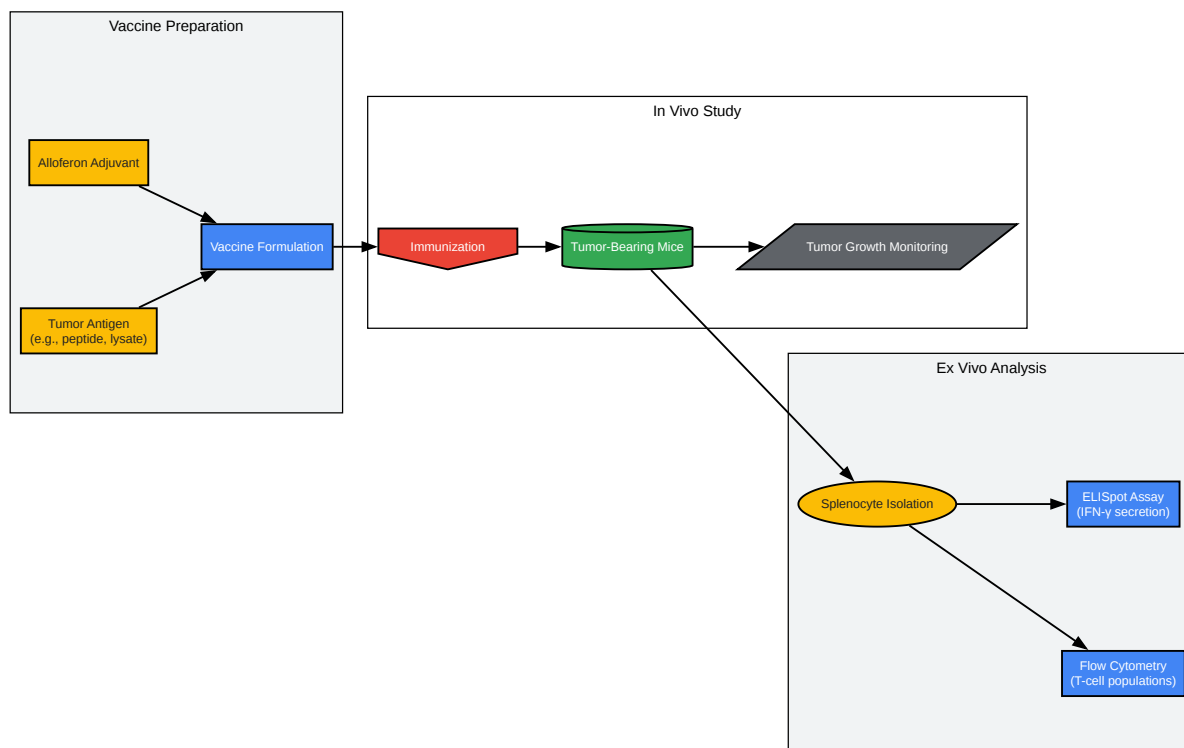 Vaccine Preparation
Alloferon Adjuvant
Vaccine Formulation
Tumor Antigen
(e.g., peptide, lysate)
In Vivo Study
Immunization
Tumor-Bearing Mice
Tumor Growth Monitoring
Ex Vivo Analysis
Splenocyte Isolation
ELISpot Assay
(IFN-γ secretion)
Flow Cytometry
(T-cell populations)